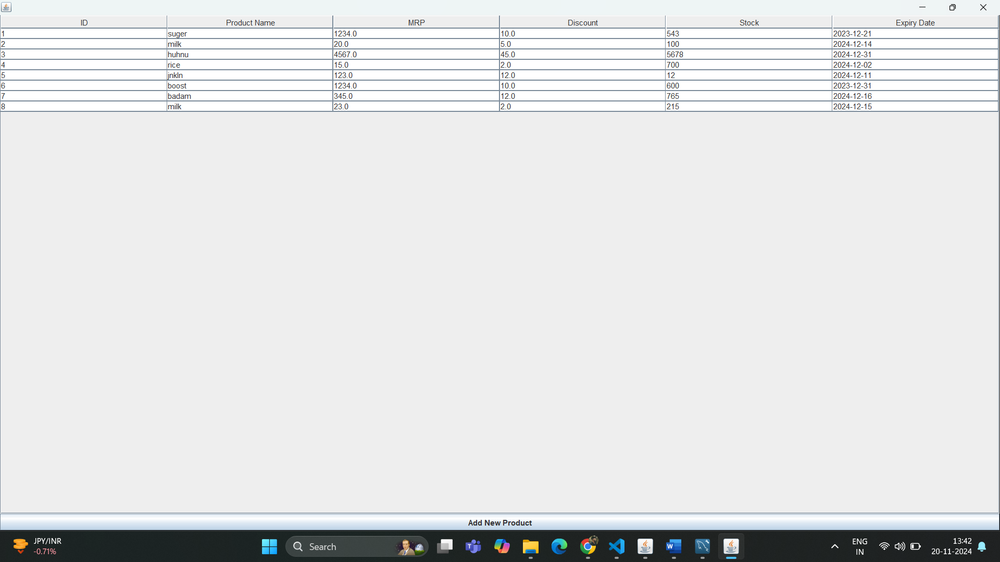 ID Product Name MRP Discount Stock Expiry Date
1 suger 1234.0 10.0 543 2023-12-21
2 milk 20.0 5.0 100 2024-12-14
3 huhnu 4567.0 45.0 5678 2024-12-31
4 rice 15.0 2.0 700 2024-12-02
5 jnkln 123.0 12.0 12 2024-12-11
6 boost 1234.0 10.0 600 2023-12-31
7 badam 345.0 12.0 765 2024-12-16
8 milk 23.0 2.0 215 2024-12-15
Add New Product
JPY/INR
-0.71%
Search
ENG
IN
13:42
20-11-2024